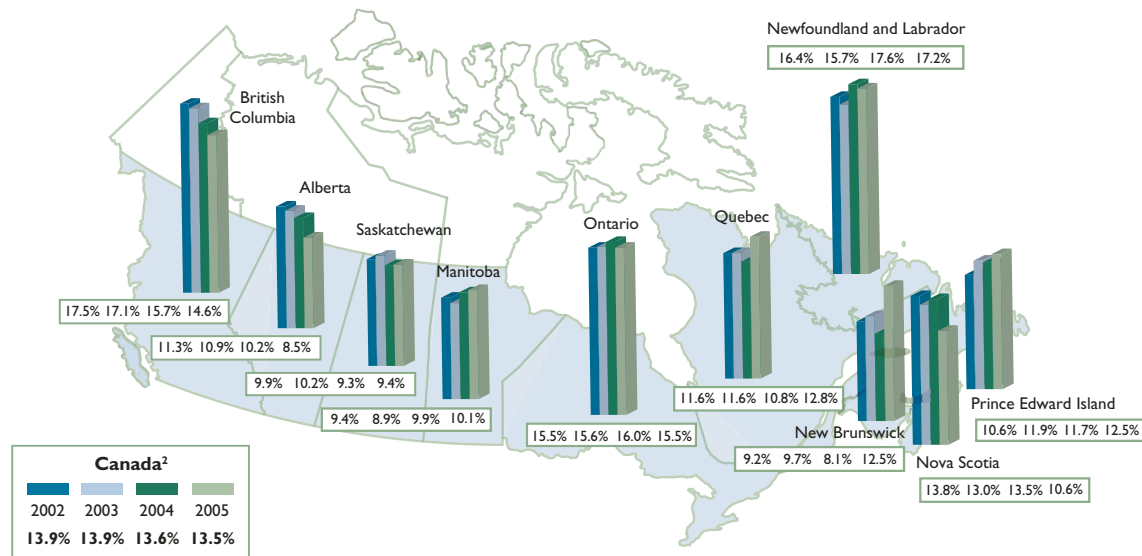 Newfoundland and Labrador
16.4% 15.7% 17.6% 17.2%
British
Columbia
17.5% 17.1% 15.7% 14.6%
Alberta
11.3% 10.9% 10.2% 8.5%
Saskatchewan
9.9% 10.2% 9.3% 9.4%
Manitoba
9.4% 8.9% 9.9% 10.1%
Ontario
15.5% 15.6% 16.0% 15.5%
Quebec
11.6% 11.6% 10.8% 12.8%
New Brunswick
9.2% 9.7% 8.1% 12.5%
Prince Edward Island
10.6% 11.9% 11.7% 12.5%
Nova Scotia
13.8% 13.0% 13.5% 10.6%
Canada²
2002 2003 2004 2005
13.9% 13.9% 13.6% 13.5%